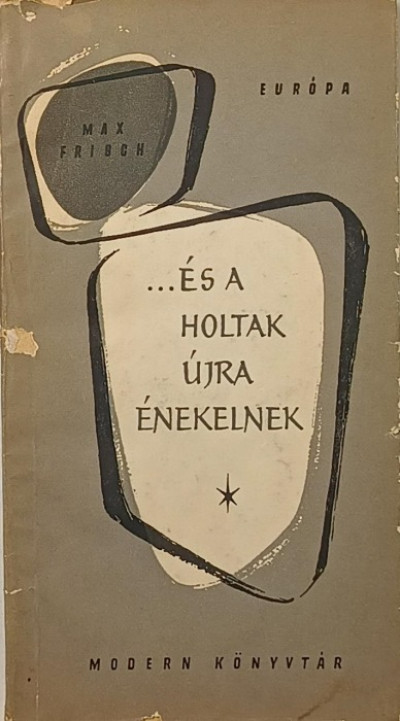 EURÓPA
MAX
FRISCH
...ÉS A
HOLTAK
ÚJRA
ÉNEKELNEK
MODERN KÖNYVTÁR